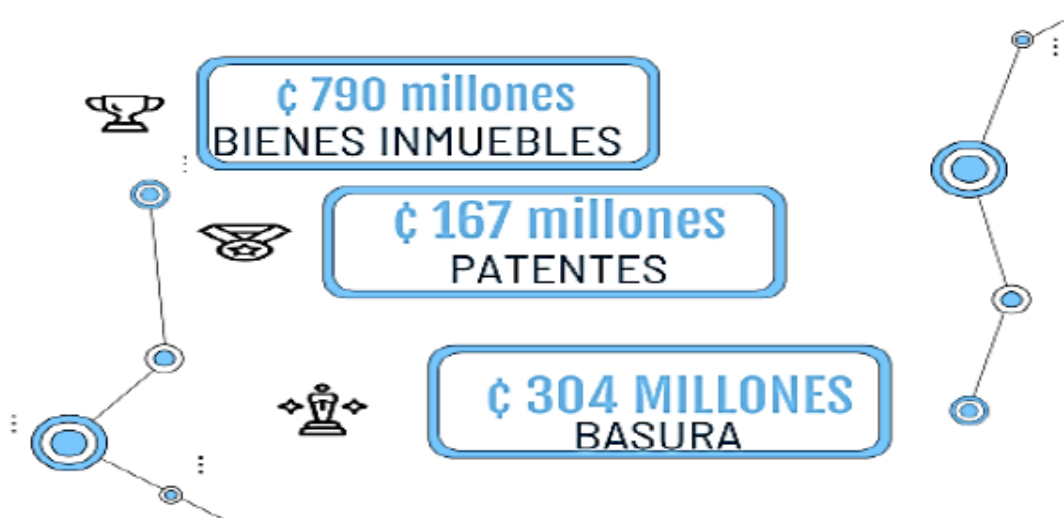 ₵ 790 millones
BIENES INMUEBLES
₵ 167 millones
PATENTES
₵ 304 MILLONES
BASURA